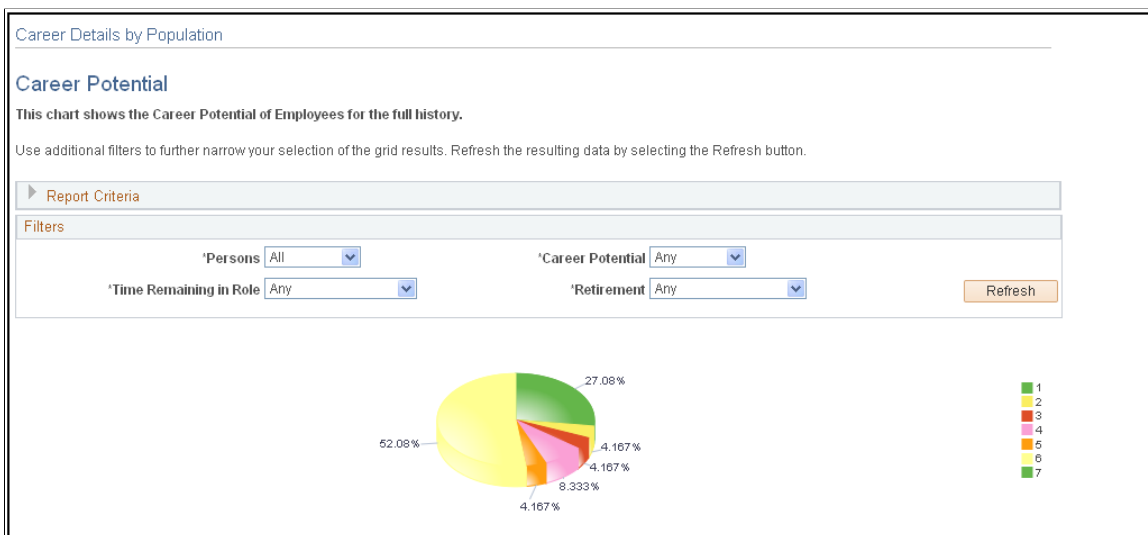 Career Details by Population
Career Potential
This chart shows the Career Potential of Employees for the full history.
Use additional filters to further narrow your selection of the grid results. Refresh the resulting data by selecting the Refresh button.
Report Criteria
Filters
*Persons All *Career Potential Any
*Time Remaining in Role Any *Retirement Any Refresh
27.08%
52.08%
4.167%
4.167%
8.333%
4.167%
1
2
3
4
5
6
7